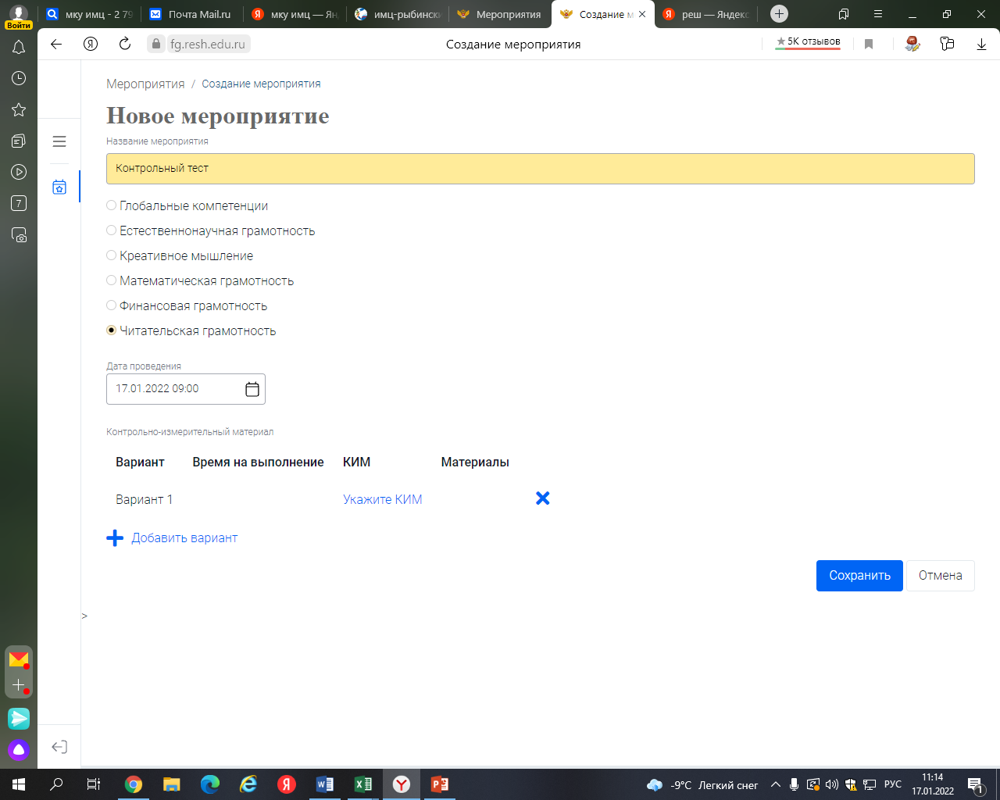 мку имц - 2 79
Почта Mail.ru
мку имц — Ян
имц-рыбинск
Мероприятия
Создание м
реш — Яндекс
Войти
fg.resh.edu.ru
Создание мероприятия
5К отзывов
Мероприятия / Создание мероприятия
Новое мероприятие
Название мероприятия
Контрольный тест
Глобальные компетенции
Естественнонаучная грамотность
Креативное мышление
Математическая грамотность
Финансовая грамотность
Читательская грамотность
7
Дата проведения
17.01.2022 09:00
Контрольно-измерительный материал
Вариант Время на выполнение КИМ Материалы
Вариант 1 Укажите КИМ
Добавить вариант
Сохранить Отмена
>
-9°C Легкий снег
РУС
11:14
17.01.2022
1